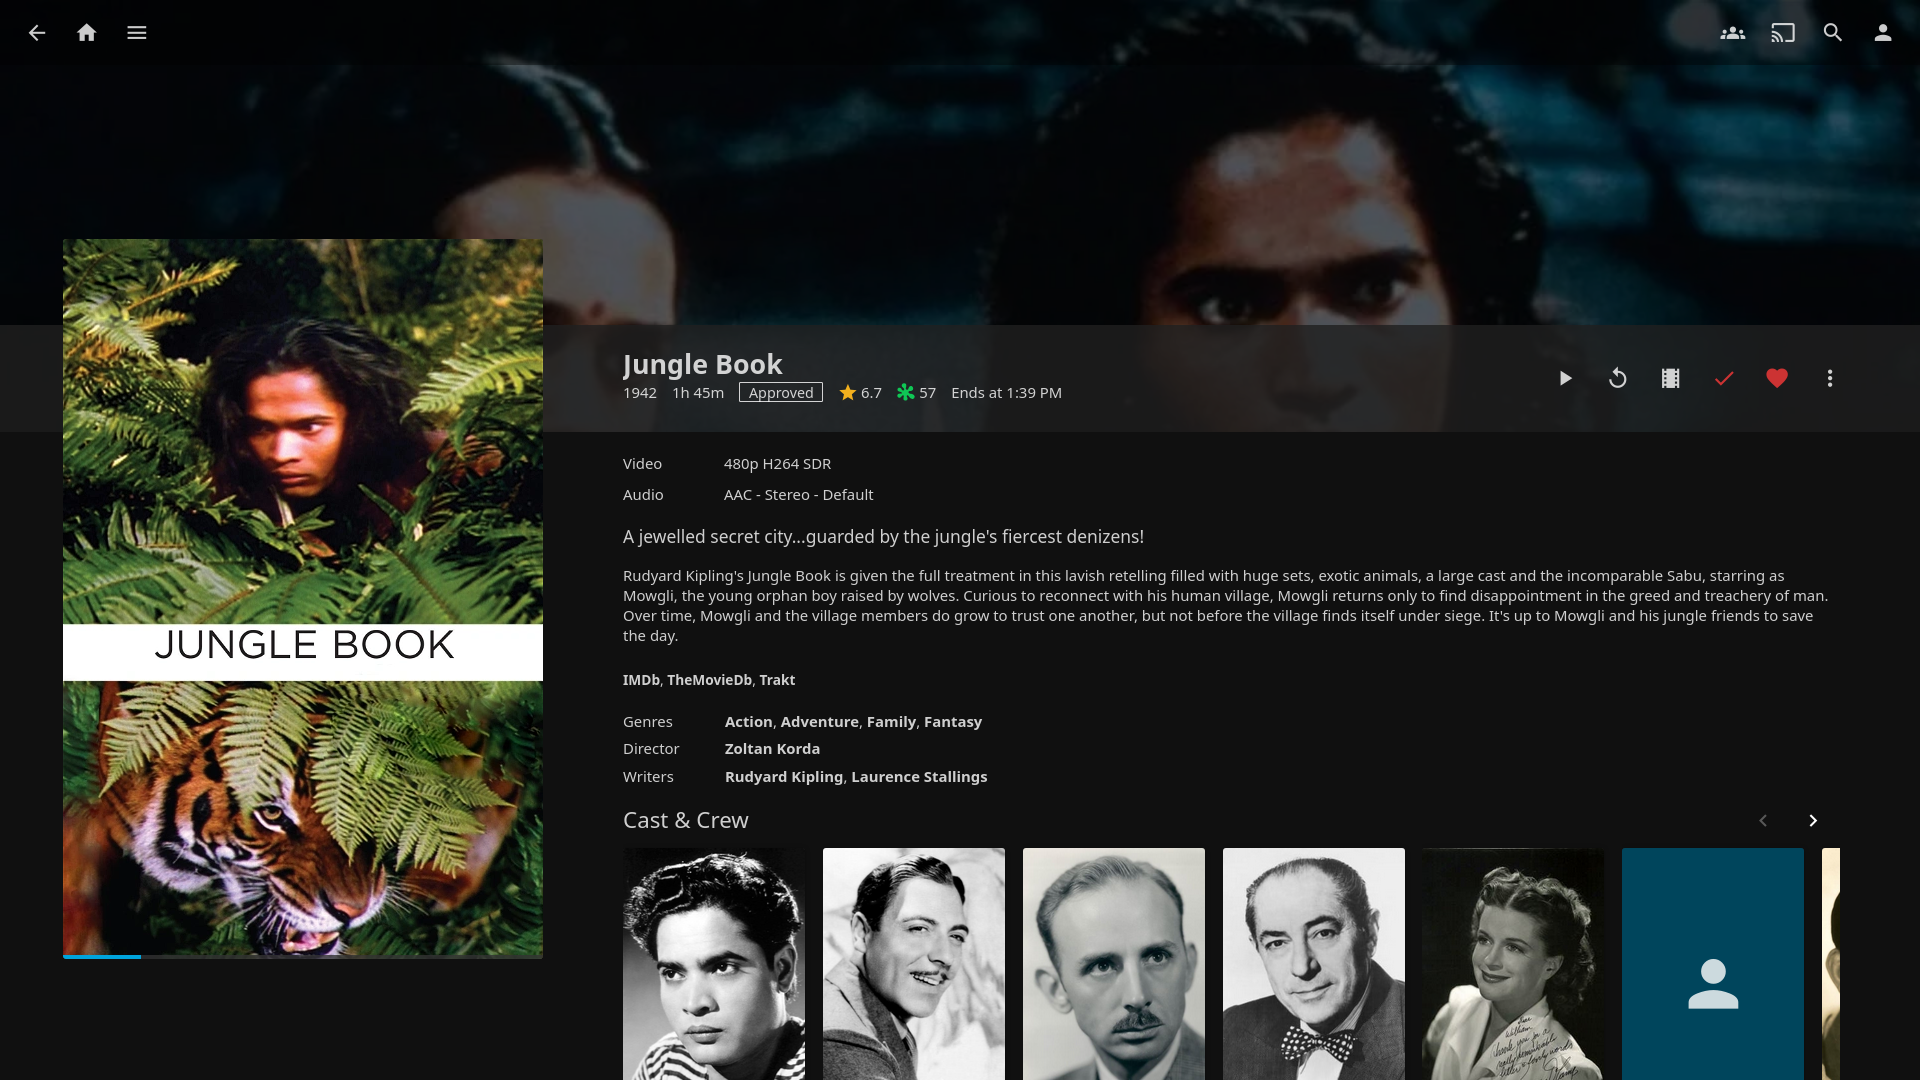 Jungle Book
1942 1h 45m Approved 6.7 57 Ends at 1:39 PM
Video 480p H264 SDR
Audio AAC - Stereo - Default
A jewelled secret city...guarded by the jungle's fiercest denizens!
Rudyard Kipling's Jungle Book is given the full treatment in this lavish retelling filled with huge sets, exotic animals, a large cast and the incomparable Sabu, starring as
Mowgli, the young orphan boy raised by wolves. Curious to reconnect with his human village, Mowgli returns only to find disappointment in the greed and treachery of man.
Over time, Mowgli and the village members do grow to trust one another, but not before the village finds itself under siege. It's up to Mowgli and his jungle friends to save
the day.
JUNGLE BOOK
IMDb, TheMovieDb, Trakt
Genres Action, Adventure, Family, Fantasy
Director Zoltan Korda
Writers Rudyard Kipling, Laurence Stallings
Cast & Crew